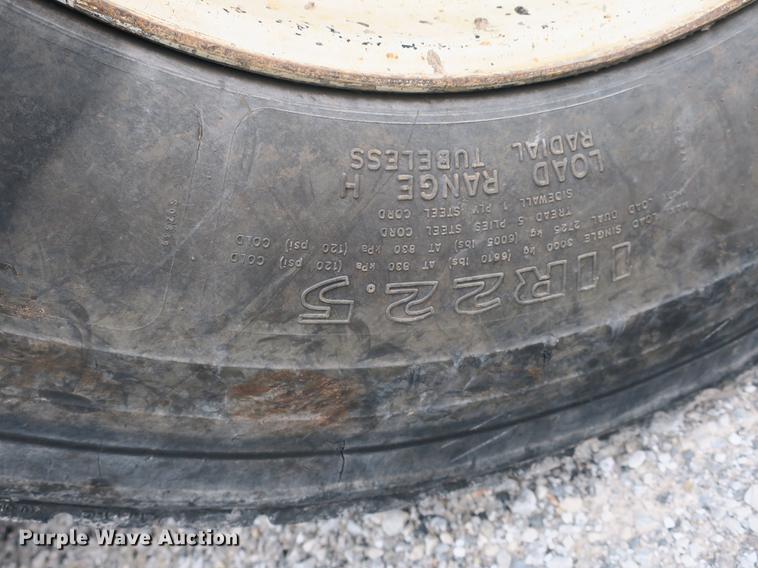 11R22.5
LOAD SINGLE 3000 kg (6610 lbs) AT 830 kPa (120 psi) COLD
LOAD DUAL 2725 kg (6005 lbs) AT 830 kPa (120 psi) COLD
TREAD 5 PLIES STEEL CORD
SIDEWALL 1 PLY STEEL CORD
LOAD RANGE H
RADIAL TUBELESS
Purple Wave Auction